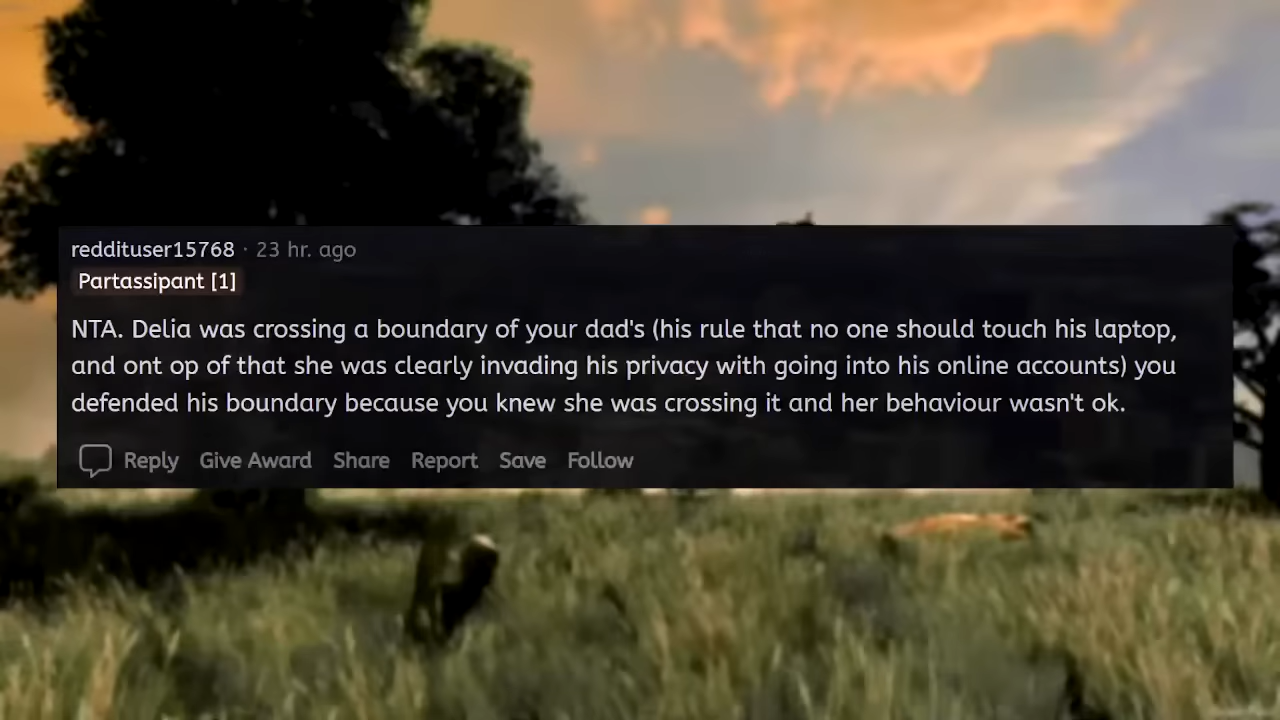 reddituser15768 · 23 hr. ago
Partassipant [1]
NTA. Delia was crossing a boundary of your dad's (his rule that no one should touch his laptop,
and ont op of that she was clearly invading his privacy with going into his online accounts) you
defended his boundary because you knew she was crossing it and her behaviour wasn't ok.
Reply Give Award Share Report Save Follow